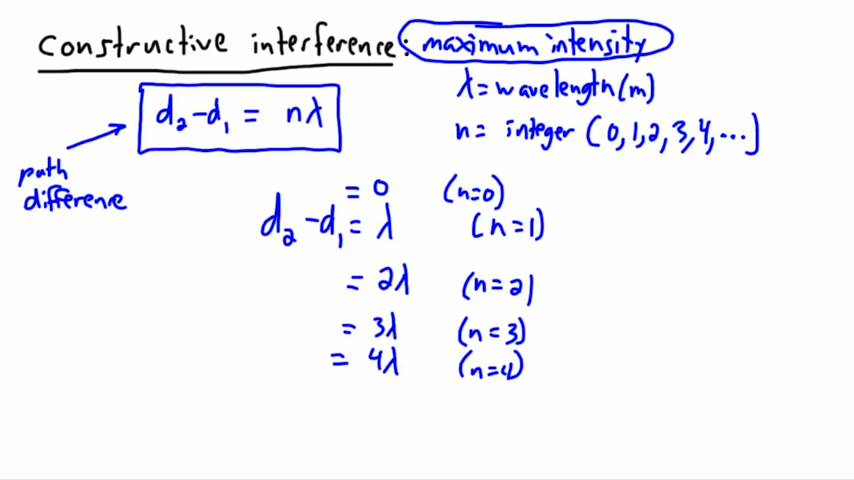 Constructive interference: maximum intensity
λ = wavelength (m)
d₂-d₁ = nλ
n = integer (0, 1, 2, 3, 4, ...]
path
difference
= 0 (n=0)
d₂-d₁ = λ (n=1)
= 2λ (n=2)
= 3λ (n=3)
= 4λ (n=4)